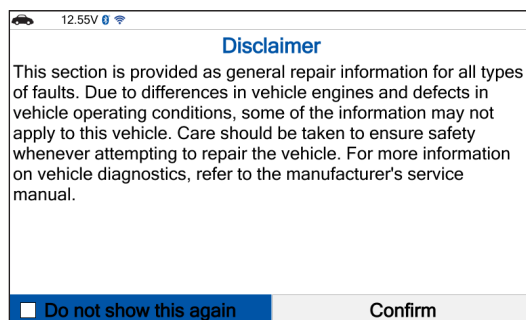 12.55V
Disclaimer
This section is provided as general repair information for all types
of faults. Due to differences in vehicle engines and defects in
vehicle operating conditions, some of the information may not
apply to this vehicle. Care should be taken to ensure safety
whenever attempting to repair the vehicle. For more information
on vehicle diagnostics, refer to the manufacturer's service
manual.
Do not show this again
Confirm